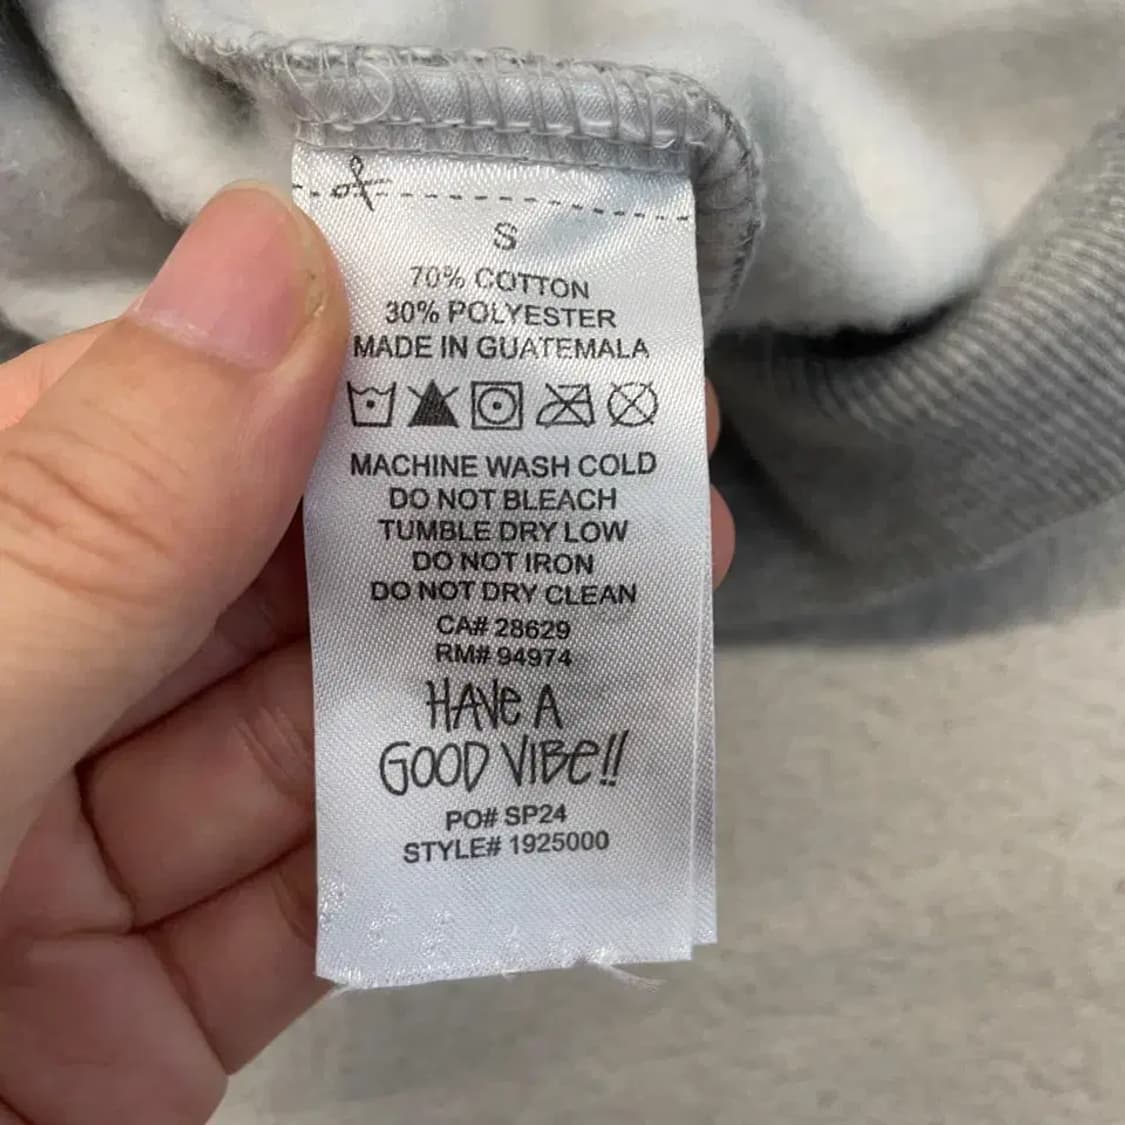 S
70% COTTON
30% POLYESTER
MADE IN GUATEMALA
MACHINE WASH COLD
DO NOT BLEACH
TUMBLE DRY LOW
DO NOT IRON
DO NOT DRY CLEAN
CA# 28629
RM# 94974
HAVe A
GOOD VIBe!!
PO# SP24
STYLE# 1925000